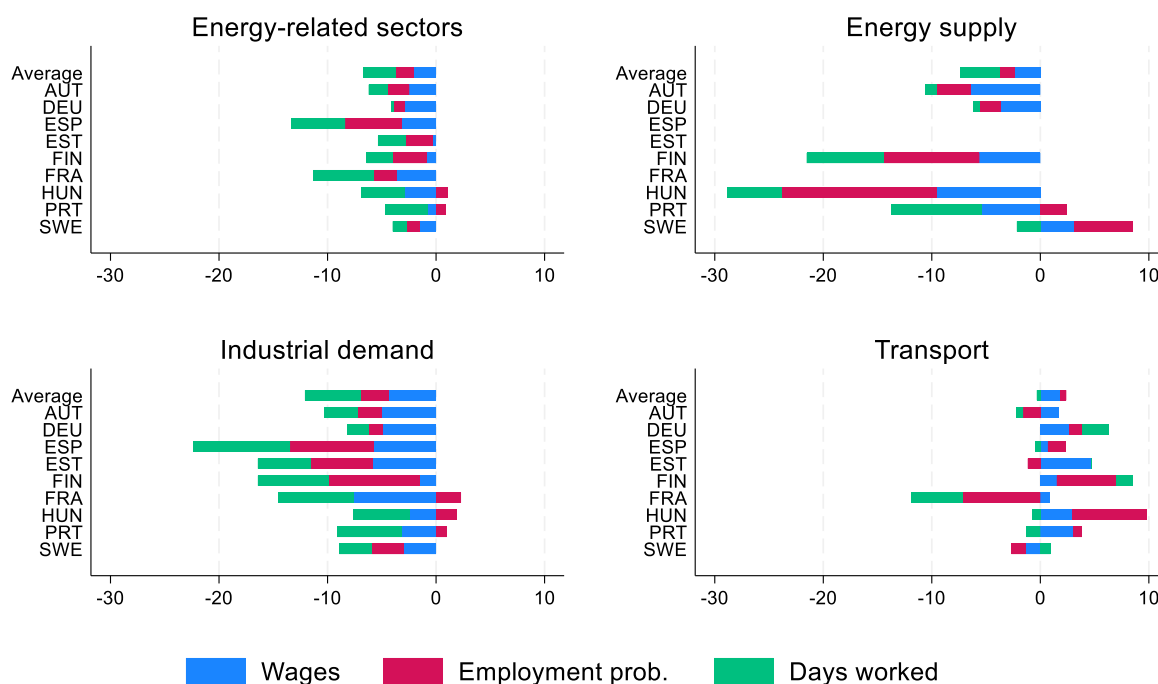 Energy-related sectors
Average
AUT
DEU
ESP
EST
FIN
FRA
HUN
PRT
SWE
-30 -20 -10 0 10
Energy supply
Average
AUT
DEU
ESP
EST
FIN
FRA
HUN
PRT
SWE
-30 -20 -10 0 10
Industrial demand
Average
AUT
DEU
ESP
EST
FIN
FRA
HUN
PRT
SWE
-30 -20 -10 0 10
Transport
Average
AUT
DEU
ESP
EST
FIN
FRA
HUN
PRT
SWE
-30 -20 -10 0 10
Wages Employment prob. Days worked